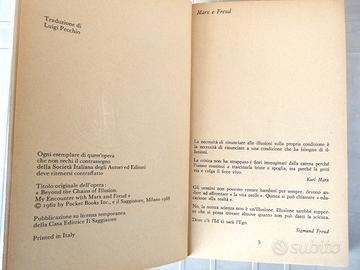 Traduzione di
Luigi Pecchio
Ogni esemplare di quest'opera
che non rechi il contrassegno
della Società Italiana degli Autori ed Editori
deve ritenersi contraffatto
Titolo originale dell'opera:
« Beyond the Chains of Illusion.
My Encounter with Marx and Freud »
© 1962 by Pocket Books Inc., e il Saggiatore, Milano 1968
Pubblicazione su licenza temporanea
della Casa Editrice Il Saggiatore
Printed in Italy
Marx e Freud
La necessità di rinunciare alle illusioni sulla propria condizione è
la necessità di rinunciare a una condizione che ha bisogno di il-
lusioni.
La critica non ha strappato i fiori immaginari dalla catena perché
l'uomo continui a trascinarla triste e spoglia, ma perché la getti
via e colga il fiore vivo.
Karl Marx
Gli uomini non possono restare bambini per sempre, devono an-
dare ad affrontare « la vita ostile ». Questa si può chiamare « edu-
cazione alla realtà ».
No, la nostra scienza non è un'illusione. Illusione sarebbe suppor-
re che si possa trovare altrove quanto non può darci la scienza.
Dove c'è l'Id ci sarà l'Ego.
Sigmund Freud
5
subito